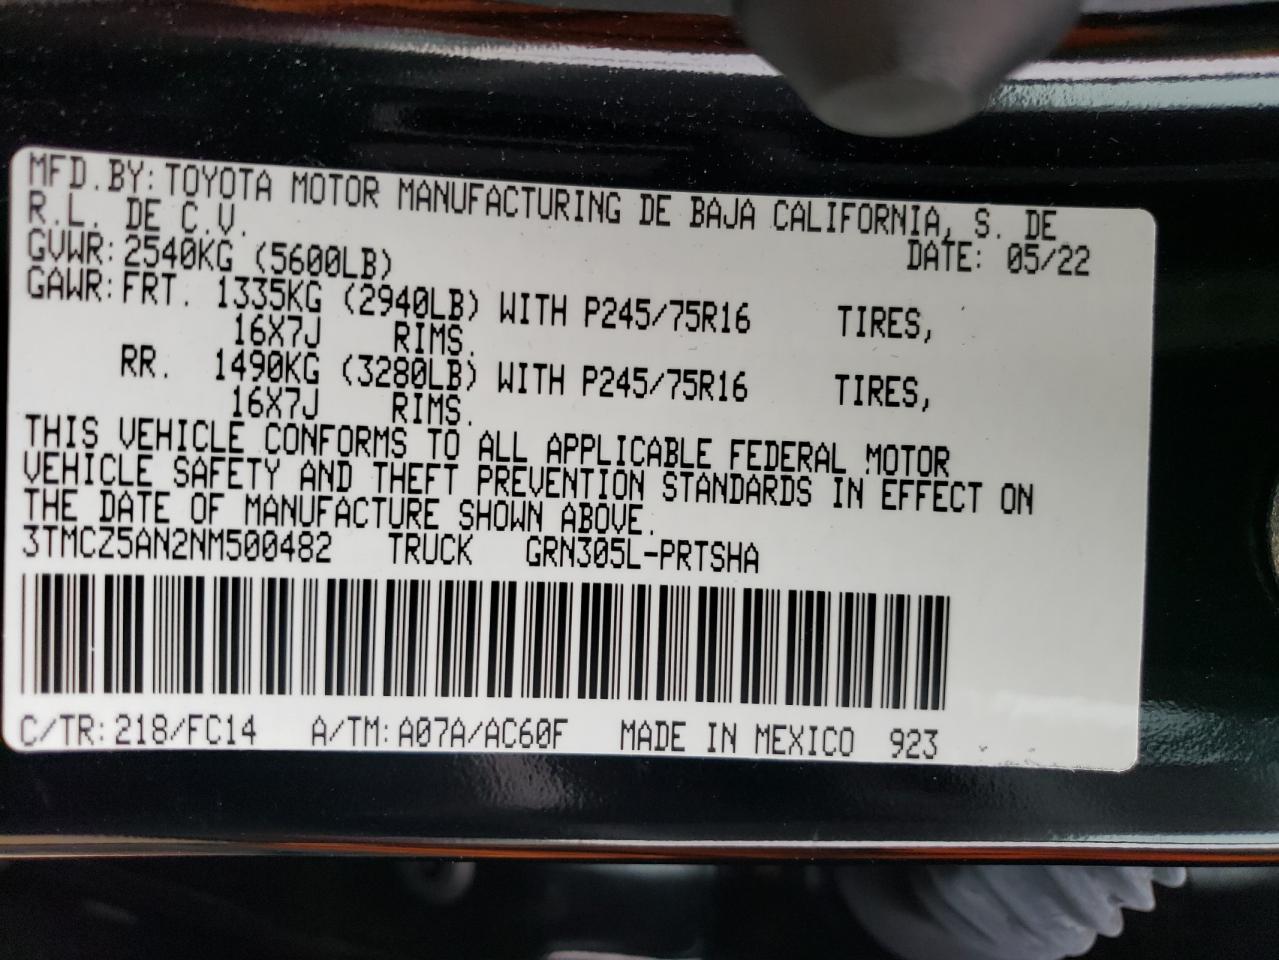 MFD.BY:TOYOTA MOTOR MANUFACTURING DE BAJA CALIFORNIA, S. DE
R.L. DE C.V.
DATE: 05/22
GVWR:2540KG (5600LB)
GAWR:FRT. 1335KG (2940LB) WITH P245/75R16 TIRES,
16X7J RIMS.
RR. 1490KG (3280LB) WITH P245/75R16 TIRES,
16X7J RIMS.
THIS VEHICLE CONFORMS TO ALL APPLICABLE FEDERAL MOTOR
VEHICLE SAFETY AND THEFT PREVENTION STANDARDS IN EFFECT ON
THE DATE OF MANUFACTURE SHOWN ABOVE.
3TMCZ5AN2NM500482 TRUCK GRN305L-PRTSHA
C/TR:218/FC14 A/TM:A07A/AC60F MADE IN MEXICO 923